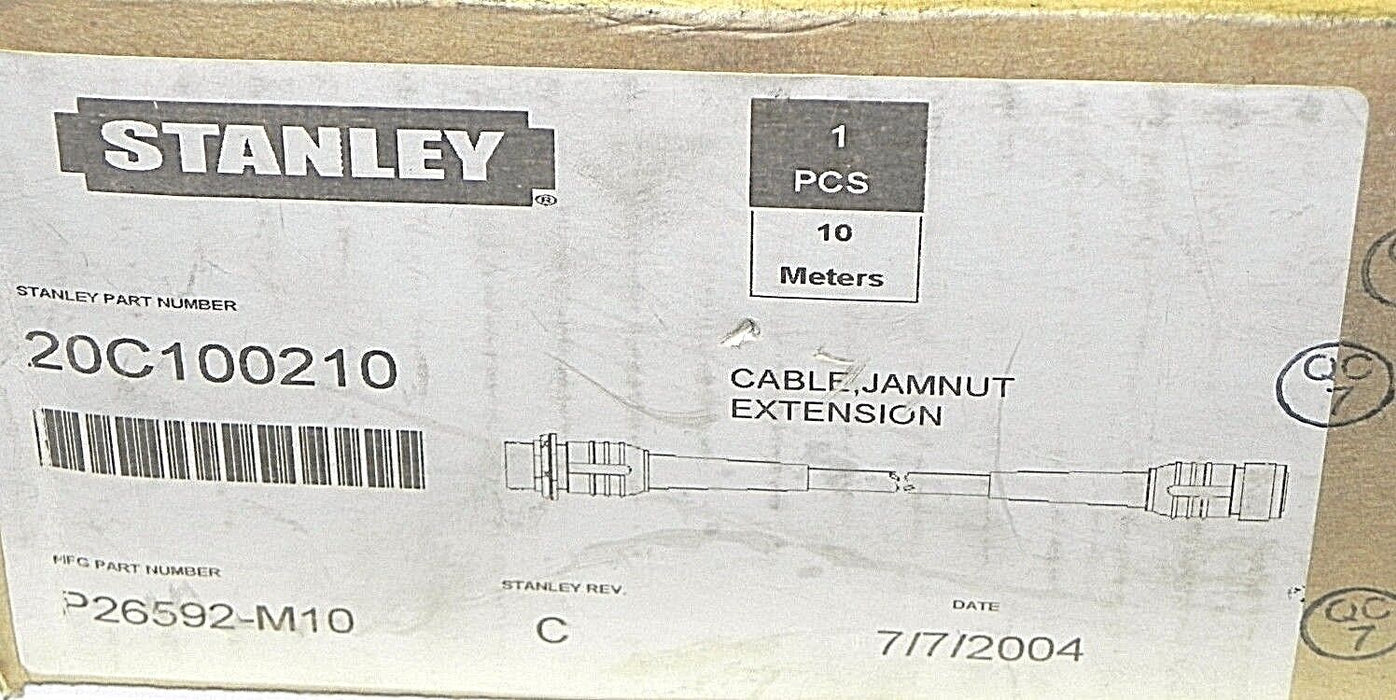 STANLEY®
1
PCS
10
Meters
STANLEY PART NUMBER
20C100210
CABLE,JAMNUT
EXTENSION
MFG PART NUMBER
P26592-M10
STANLEY REV.
C
DATE
7/7/2004
QC
7
QC
7